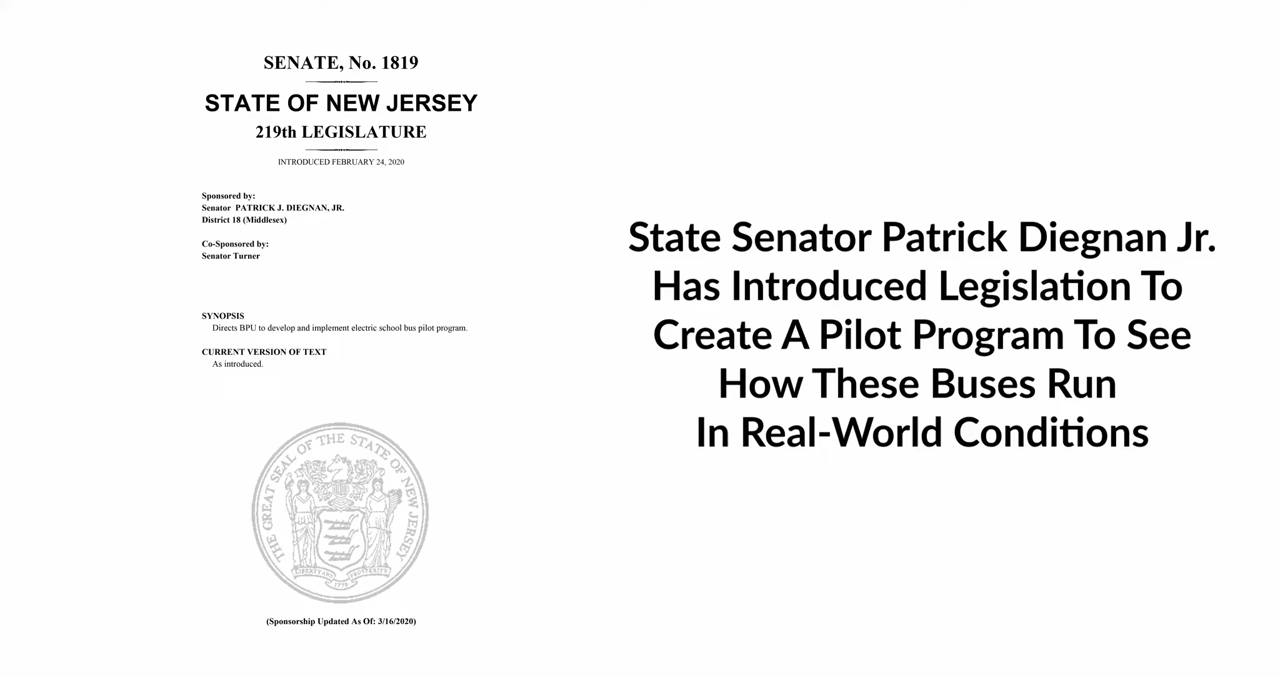 SENATE, No. 1819
STATE OF NEW JERSEY
219th LEGISLATURE
INTRODUCED FEBRUARY 24, 2020
Sponsored by:
Senator PATRICK J. DIEGNAN, JR.
District 18 (Middlesex)
Co-Sponsored by:
Senator Turner
SYNOPSIS
Directs BPU to develop and implement electric school bus pilot program.
CURRENT VERSION OF TEXT
As introduced.
THE GREAT SEAL OF THE STATE OF NEW JERSEY
LIBERTY AND PROSPERITY
1776
(Sponsorship Updated As Of: 3/16/2020)
State Senator Patrick Diegnan Jr.
Has Introduced Legislation To
Create A Pilot Program To See
How These Buses Run
In Real-World Conditions